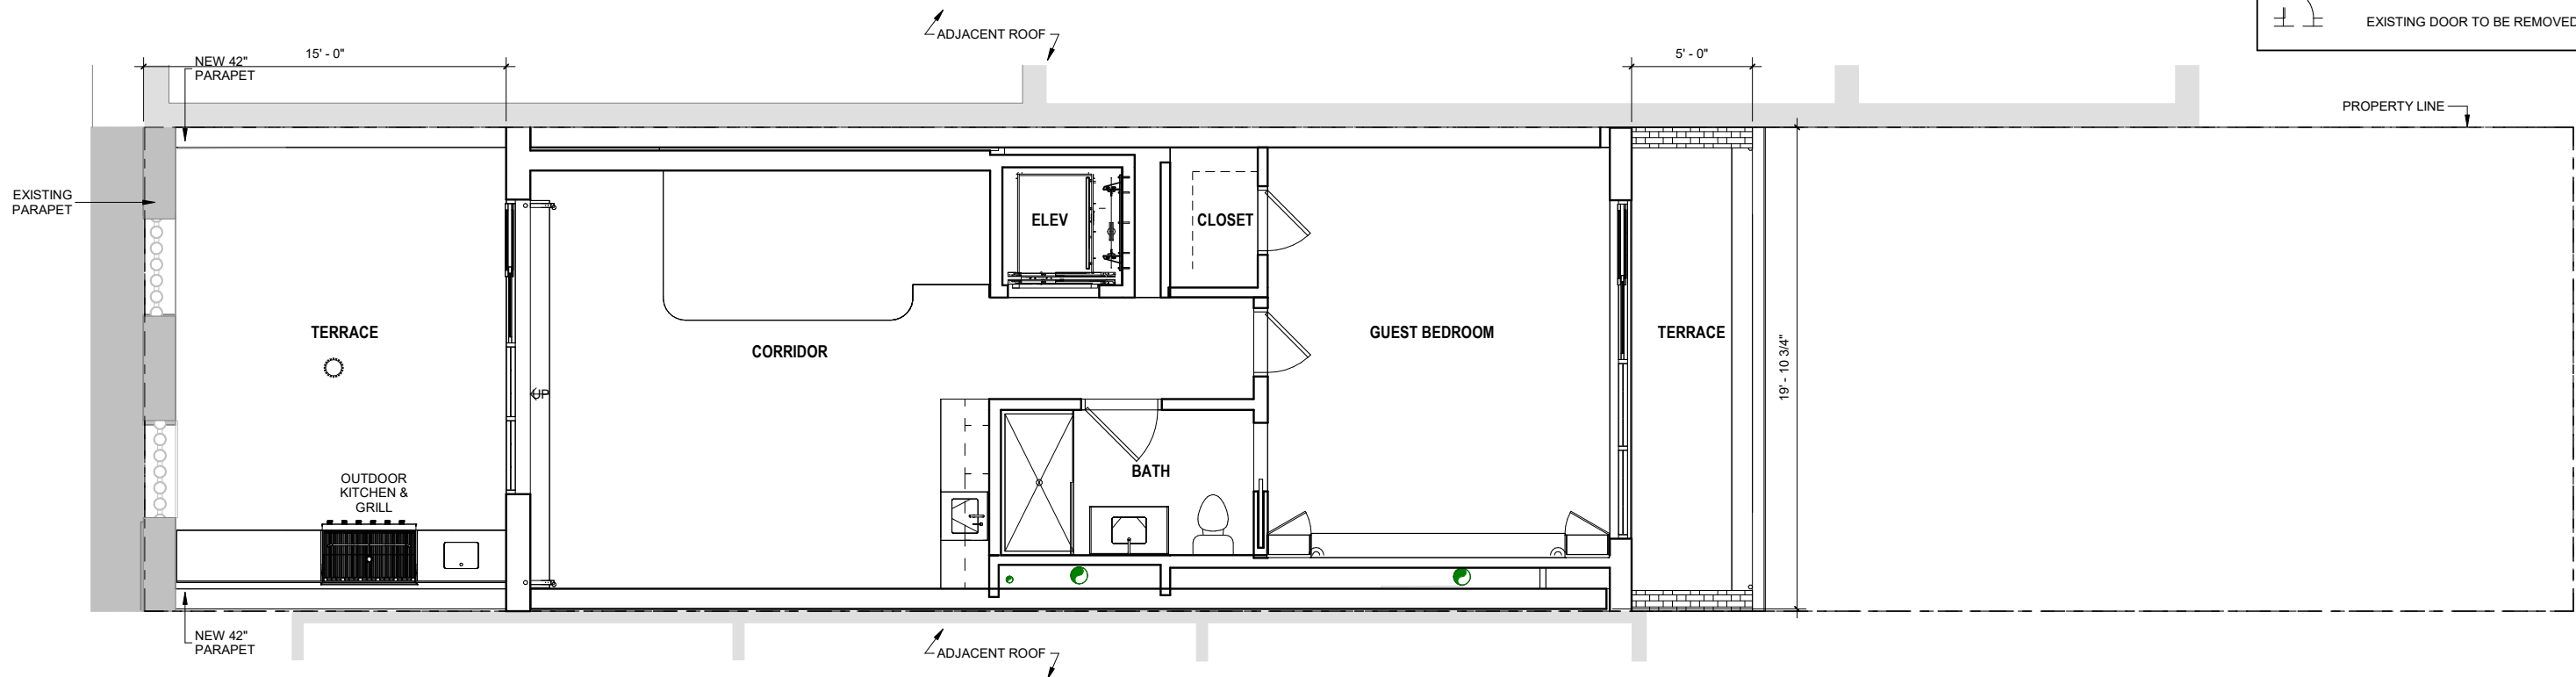 ADJACENT ROOF
EXISTING DOOR TO BE REMOVED
15' - 0"
NEW 42"
PARAPET
5' - 0"
PROPERTY LINE
EXISTING
PARAPET
ELEV
CLOSET
TERRACE
CORRIDOR
GUEST BEDROOM
TERRACE
19' - 10 3/4"
UP
BATH
OUTDOOR
KITCHEN &
GRILL
NEW 42"
PARAPET
ADJACENT ROOF